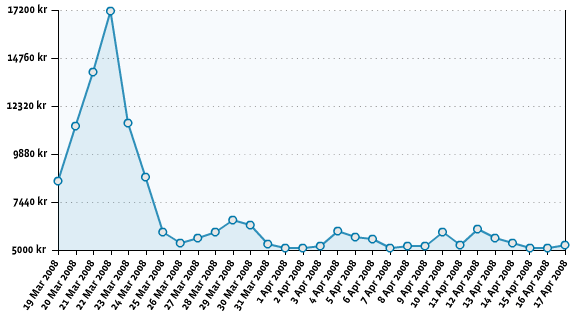 17200 kr
14760 kr
12320 kr
9880 kr
7440 kr
5000 kr
19 Mar 2008
20 Mar 2008
21 Mar 2008
22 Mar 2008
23 Mar 2008
24 Mar 2008
25 Mar 2008
26 Mar 2008
27 Mar 2008
28 Mar 2008
29 Mar 2008
30 Mar 2008
31 Mar 2008
1 Apr 2008
2 Apr 2008
3 Apr 2008
4 Apr 2008
5 Apr 2008
6 Apr 2008
7 Apr 2008
8 Apr 2008
9 Apr 2008
10 Apr 2008
11 Apr 2008
12 Apr 2008
13 Apr 2008
14 Apr 2008
15 Apr 2008
16 Apr 2008
17 Apr 2008